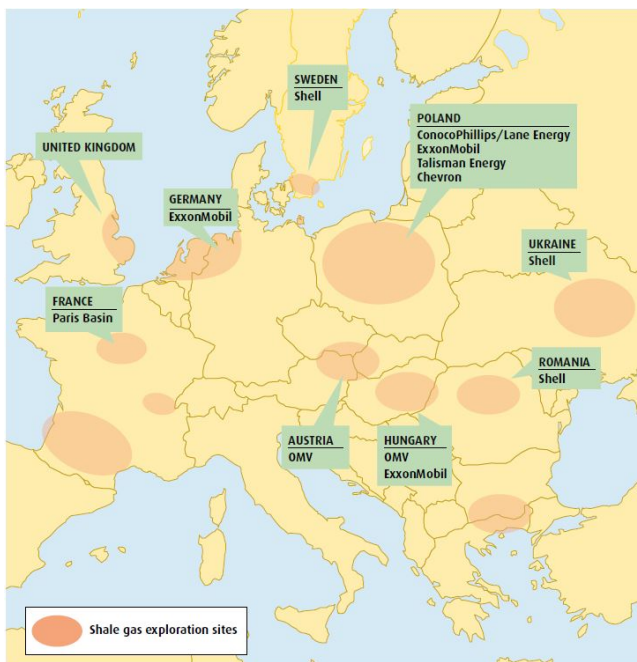 SWEDEN
Shell
POLAND
ConocoPhillips/Lane Energy
ExxonMobil
Talisman Energy
Chevron
UNITED KINGDOM
GERMANY
ExxonMobil
UKRAINE
Shell
FRANCE
Paris Basin
ROMANIA
Shell
AUSTRIA
OMV
HUNGARY
OMV
ExxonMobil
Shale gas exploration sites